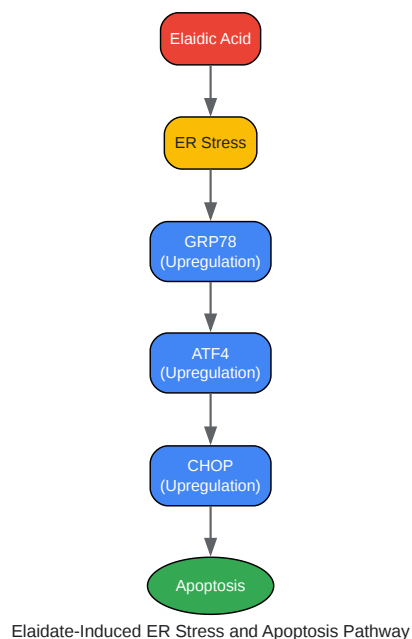 Elaidic Acid
ER Stress
GRP78
(Upregulation)
ATF4
(Upregulation)
CHOP
(Upregulation)
Apoptosis
Elaidate-Induced ER Stress and Apoptosis Pathway